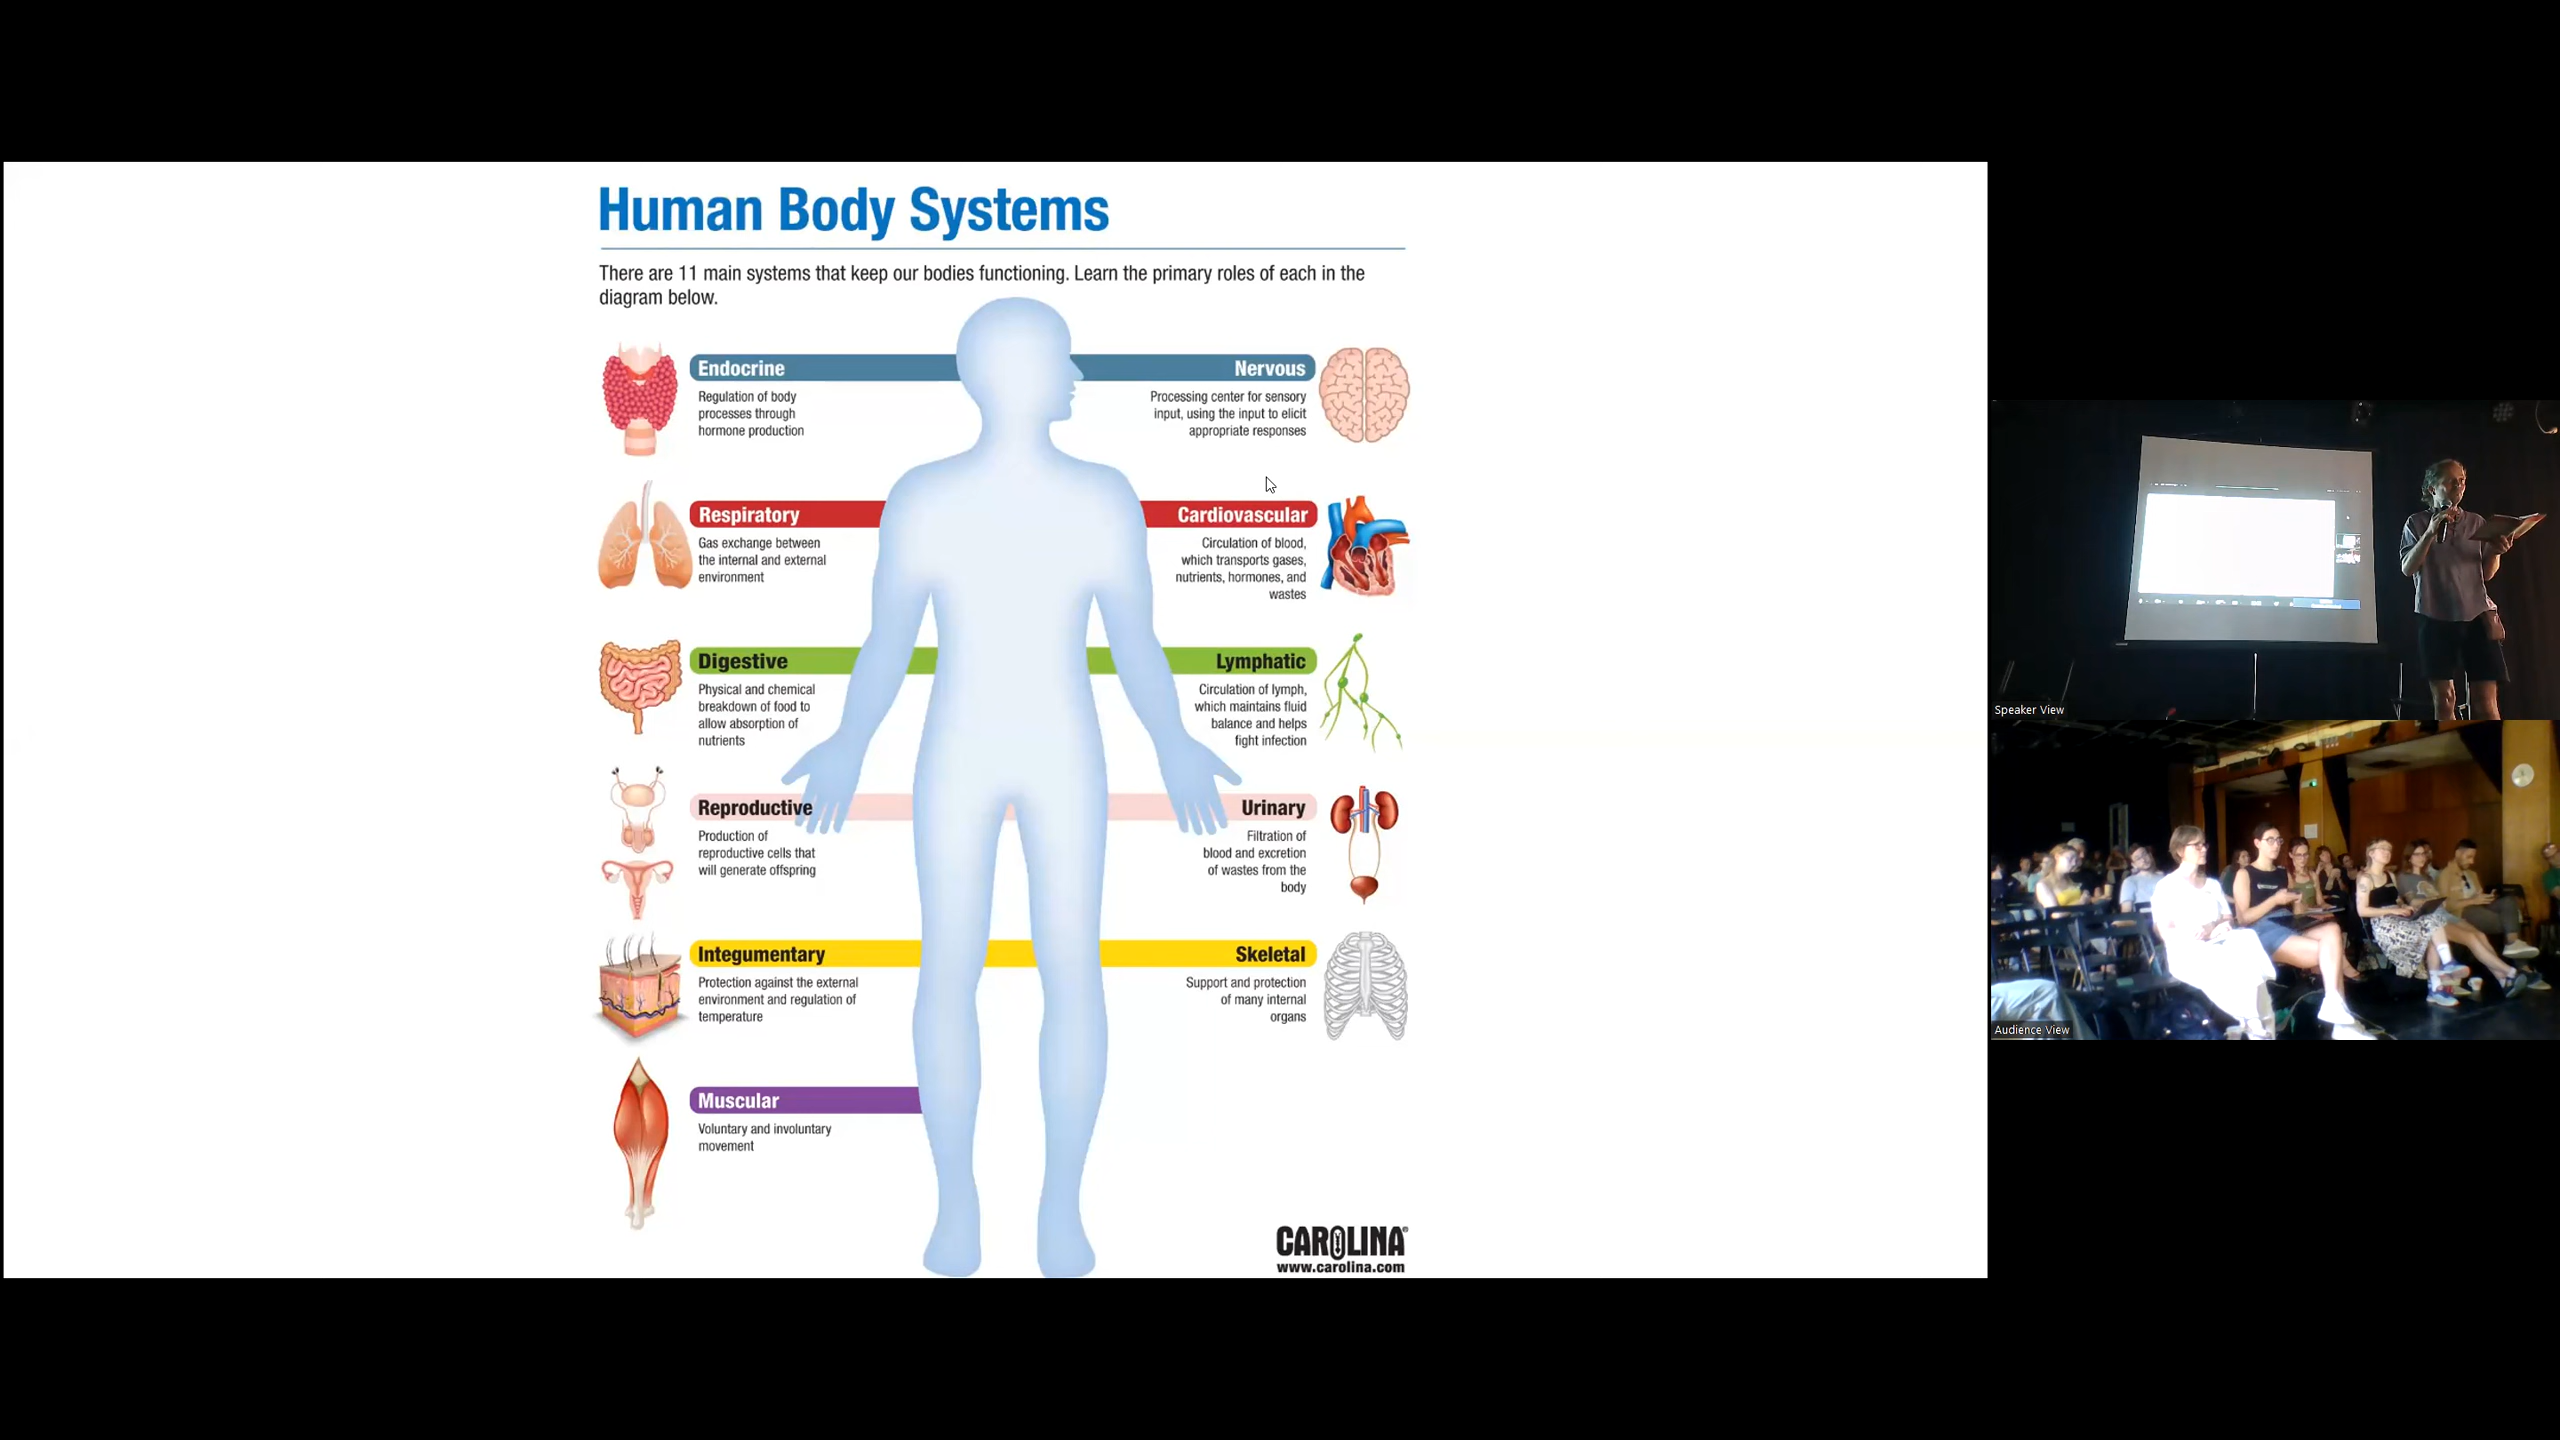 Human Body Systems
There are 11 main systems that keep our bodies functioning. Learn the primary roles of each in the
diagram below.
Endocrine
Regulation of body
processes through
hormone production
Nervous
Processing center for sensory
input, using the input to elicit
appropriate responses
Respiratory
Gas exchange between
the internal and external
environment
Cardiovascular
Circulation of blood,
which transports gases,
nutrients, hormones, and
wastes
Digestive
Physical and chemical
breakdown of food to
allow absorption of
nutrients
Lymphatic
Circulation of lymph,
which maintains fluid
balance and helps
fight infection
Reproductive
Production of
reproductive cells that
will generate offspring
Urinary
Filtration of
blood and excretion
of wastes from the
body
Integumentary
Protection against the external
environment and regulation of
temperature
Skeletal
Support and protection
of many internal
organs
Muscular
Voluntary and involuntary
movement
CAROLINA®
www.carolina.com
Speaker View
Audience View